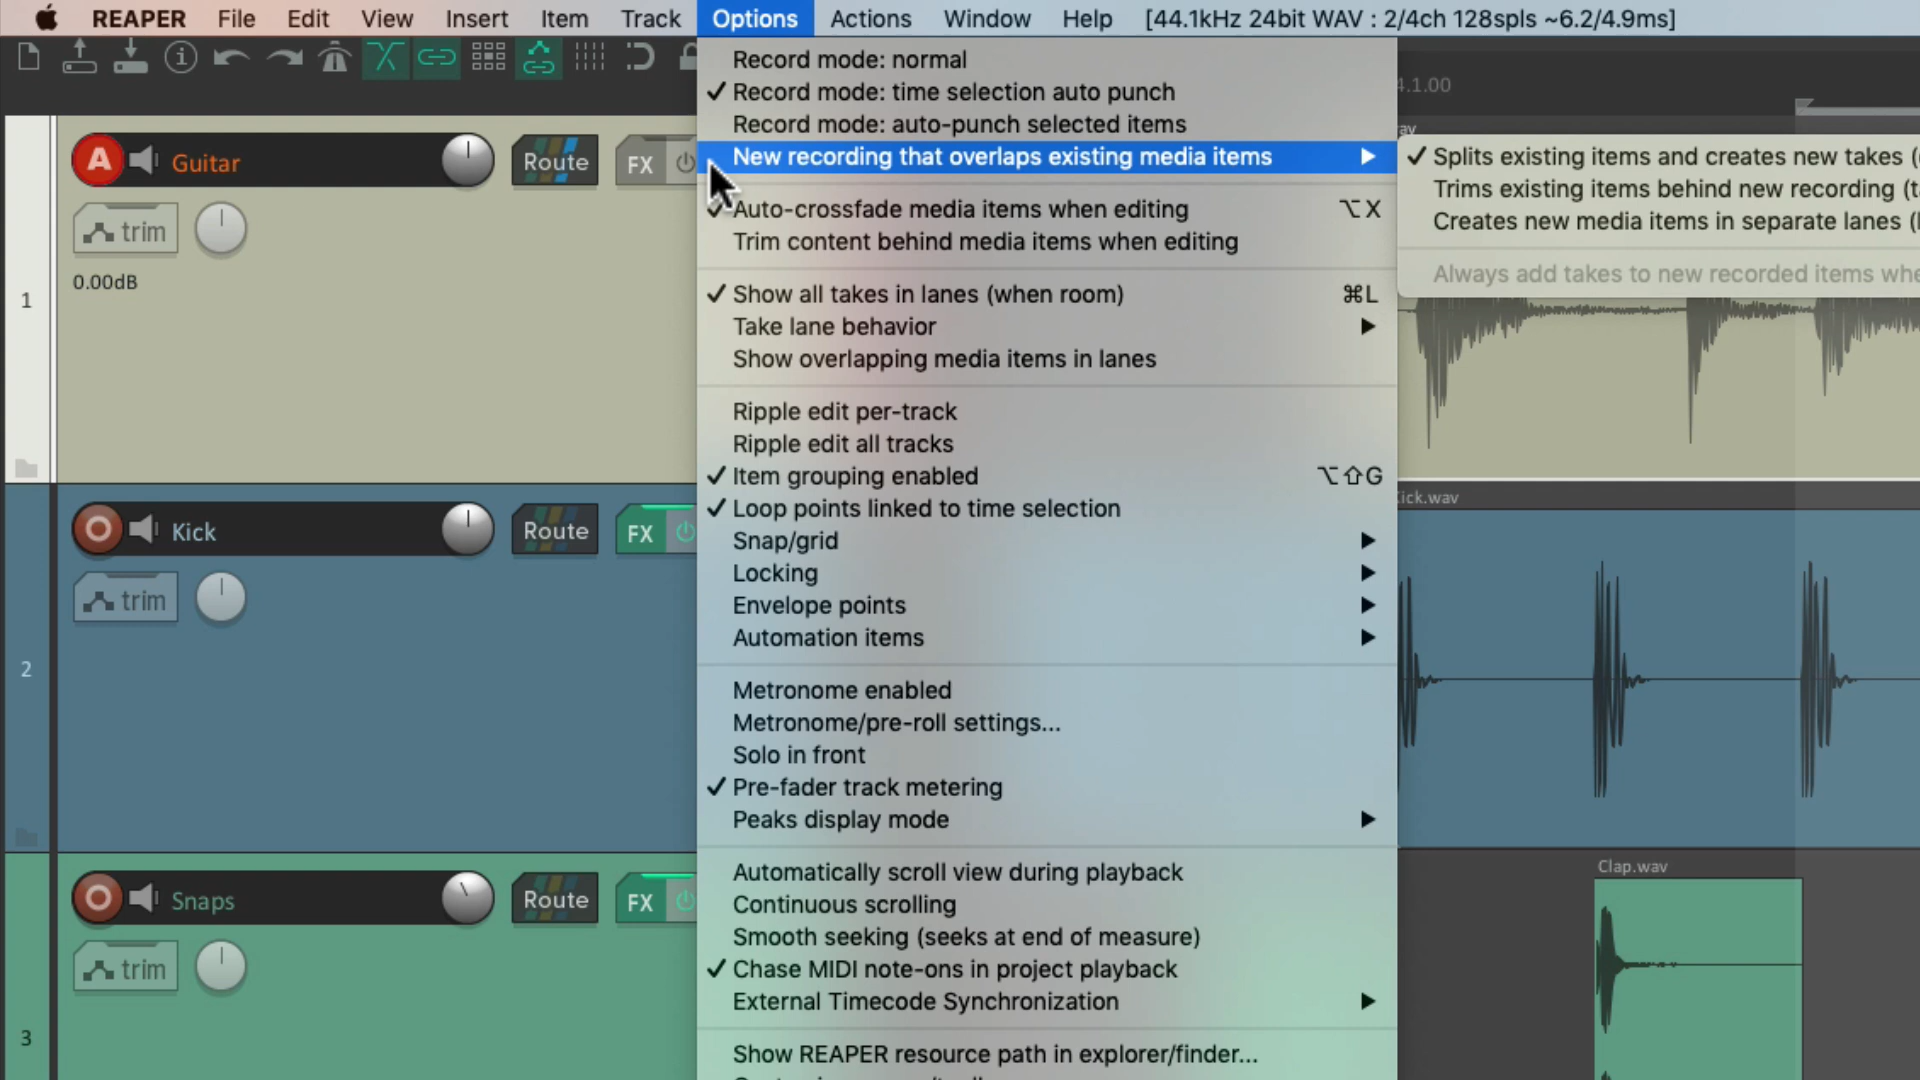 REAPER File Edit View Insert Item Track Options Actions Window Help [44.1kHz 24bit WAV : 2/4ch 128spls ~6.2/4.9ms]
Record mode: normal
✓ Record mode: time selection auto punch
Record mode: auto-punch selected items
New recording that overlaps existing media items
✓ Auto-crossfade media items when editing ⌥X
Trim content behind media items when editing
✓ Show all takes in lanes (when room) ⌘L
Take lane behavior
Show overlapping media items in lanes
Ripple edit per-track
Ripple edit all tracks
✓ Item grouping enabled ⌥⇧G
✓ Loop points linked to time selection
Snap/grid
Locking
Envelope points
Automation items
Metronome enabled
Metronome/pre-roll settings...
Solo in front
✓ Pre-fader track metering
Peaks display mode
Automatically scroll view during playback
Continuous scrolling
Smooth seeking (seeks at end of measure)
✓ Chase MIDI note-ons in project playback
External Timecode Synchronization
Show REAPER resource path in explorer/finder...
✓ Splits existing items and creates new takes (
Trims existing items behind new recording (
Creates new media items in separate lanes (
Always add takes to new recorded items
4.1.00
1
A Guitar Route FX
trim
0.00dB
2
Kick Route FX
trim
Kick.wav
3
Snaps Route FX
trim
Clap.wav